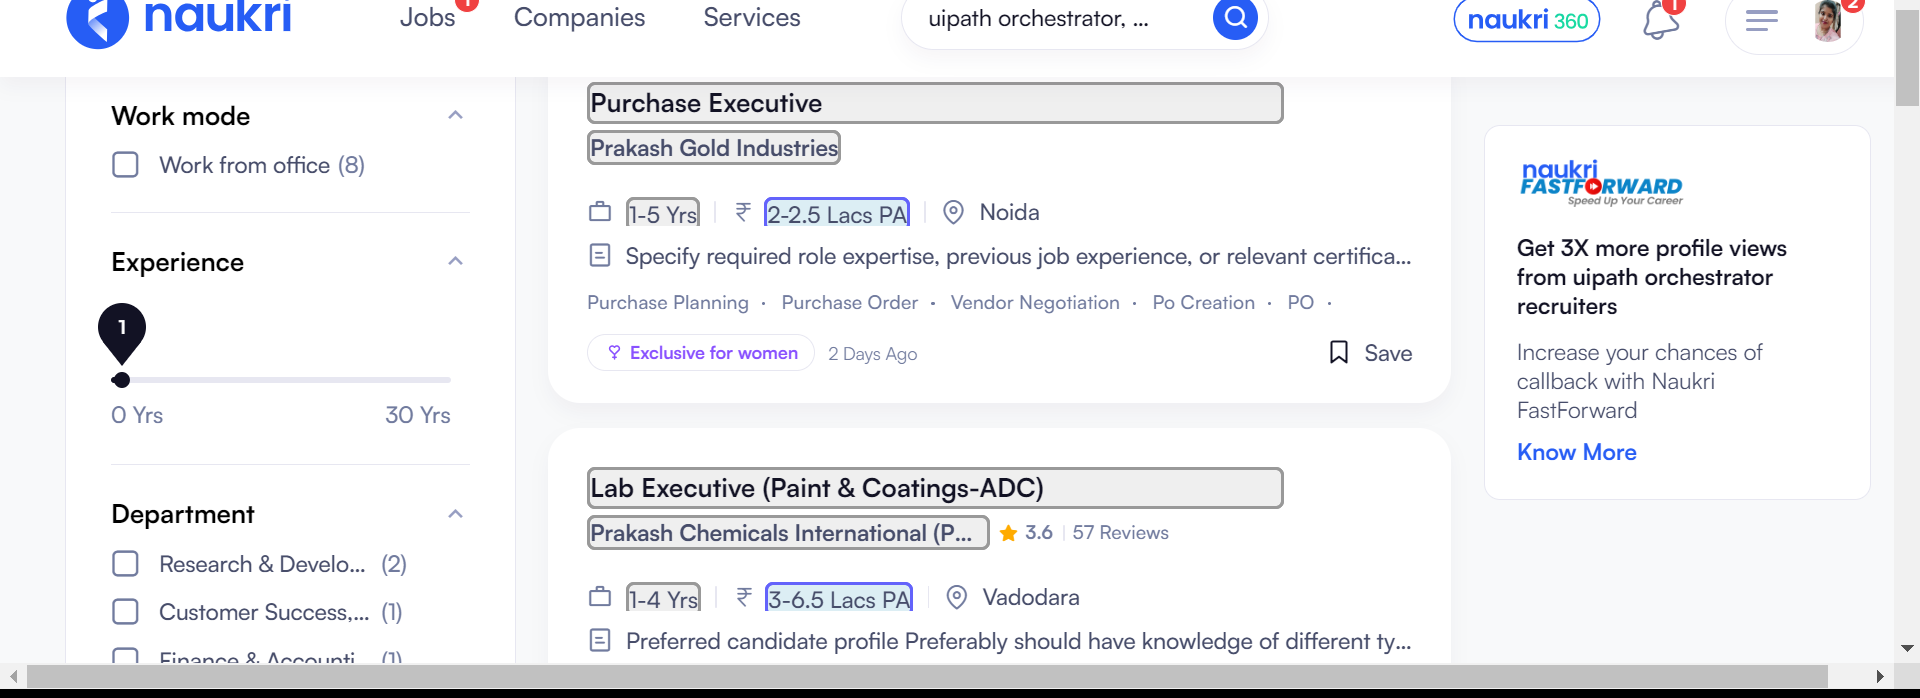 naukri
Jobs
1
Companies
Services
uipath orchestrator, ...
naukri 360
1
2
Work mode
Work from office (8)
Experience
1
0 Yrs
30 Yrs
Department
Research & Develo... (2)
Customer Success,... (1)
Finance & Accounti... (1)
Purchase Executive
Prakash Gold Industries
1-5 Yrs
₹ 2-2.5 Lacs PA
Noida
Specify required role expertise, previous job experience, or relevant certifica...
Purchase Planning · Purchase Order · Vendor Negotiation · Po Creation · PO ·
Exclusive for women
2 Days Ago
Save
Lab Executive (Paint & Coatings-ADC)
Prakash Chemicals International (P...
3.6
57 Reviews
1-4 Yrs
₹ 3-6.5 Lacs PA
Vadodara
Preferred candidate profile Preferably should have knowledge of different ty...
naukri
FASTFORWARD
Speed Up Your Career
Get 3X more profile views
from uipath orchestrator
recruiters
Increase your chances of
callback with Naukri
FastForward
Know More